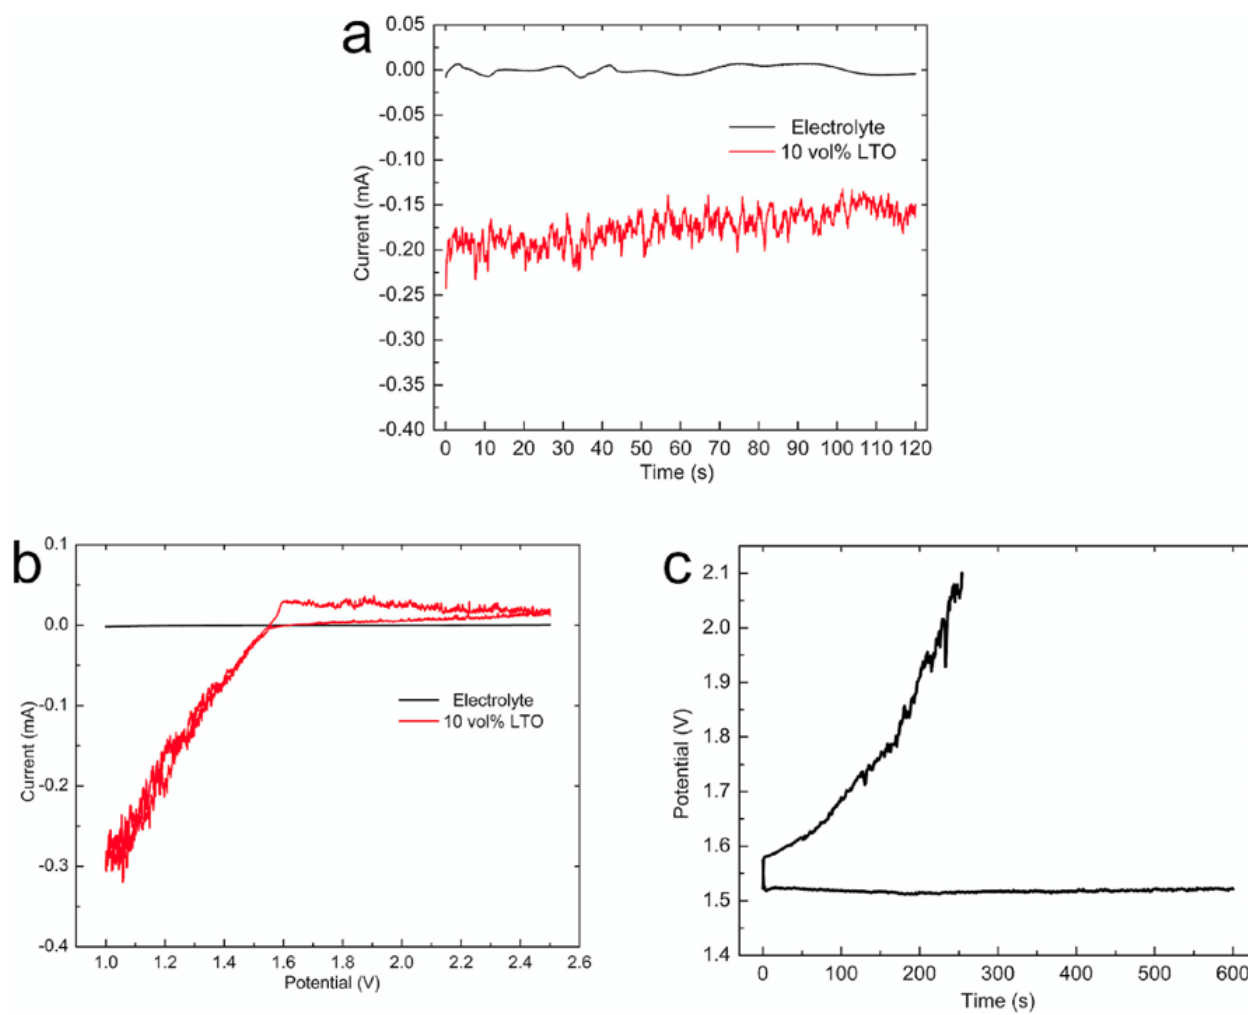 a
0.05
0.00
-0.05
-0.10
-0.15
-0.20
-0.25
-0.30
-0.35
-0.40
Current (mA)
Electrolyte
10 vol% LTO
0 10 20 30 40 50 60 70 80 90 100 110 120
Time (s)
b
0.1
0.0
-0.1
-0.2
-0.3
-0.4
Current (mA)
Electrolyte
10 vol% LTO
1.0 1.2 1.4 1.6 1.8 2.0 2.2 2.4 2.6
Potential (V)
c
2.1
2.0
1.9
1.8
1.7
1.6
1.5
1.4
Potential (V)
0 100 200 300 400 500 600
Time (s)